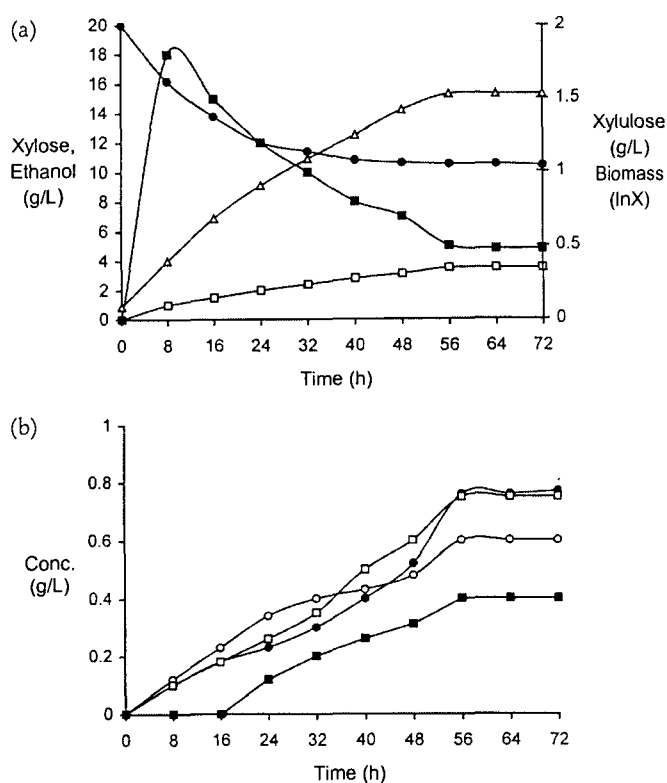 (a)
20
18
16
14
12
10
8
6
4
2
0
Xylose,
Ethanol
(g/L)
2
1.5
1
0.5
0
Xylulose
(g/L)
Biomass
(lnX)
0 8 16 24 32 40 48 56 64 72
Time (h)
(b)
1
0.8
0.6
0.4
0.2
0
Conc.
(g/L)
0 8 16 24 32 40 48 56 64 72
Time (h)